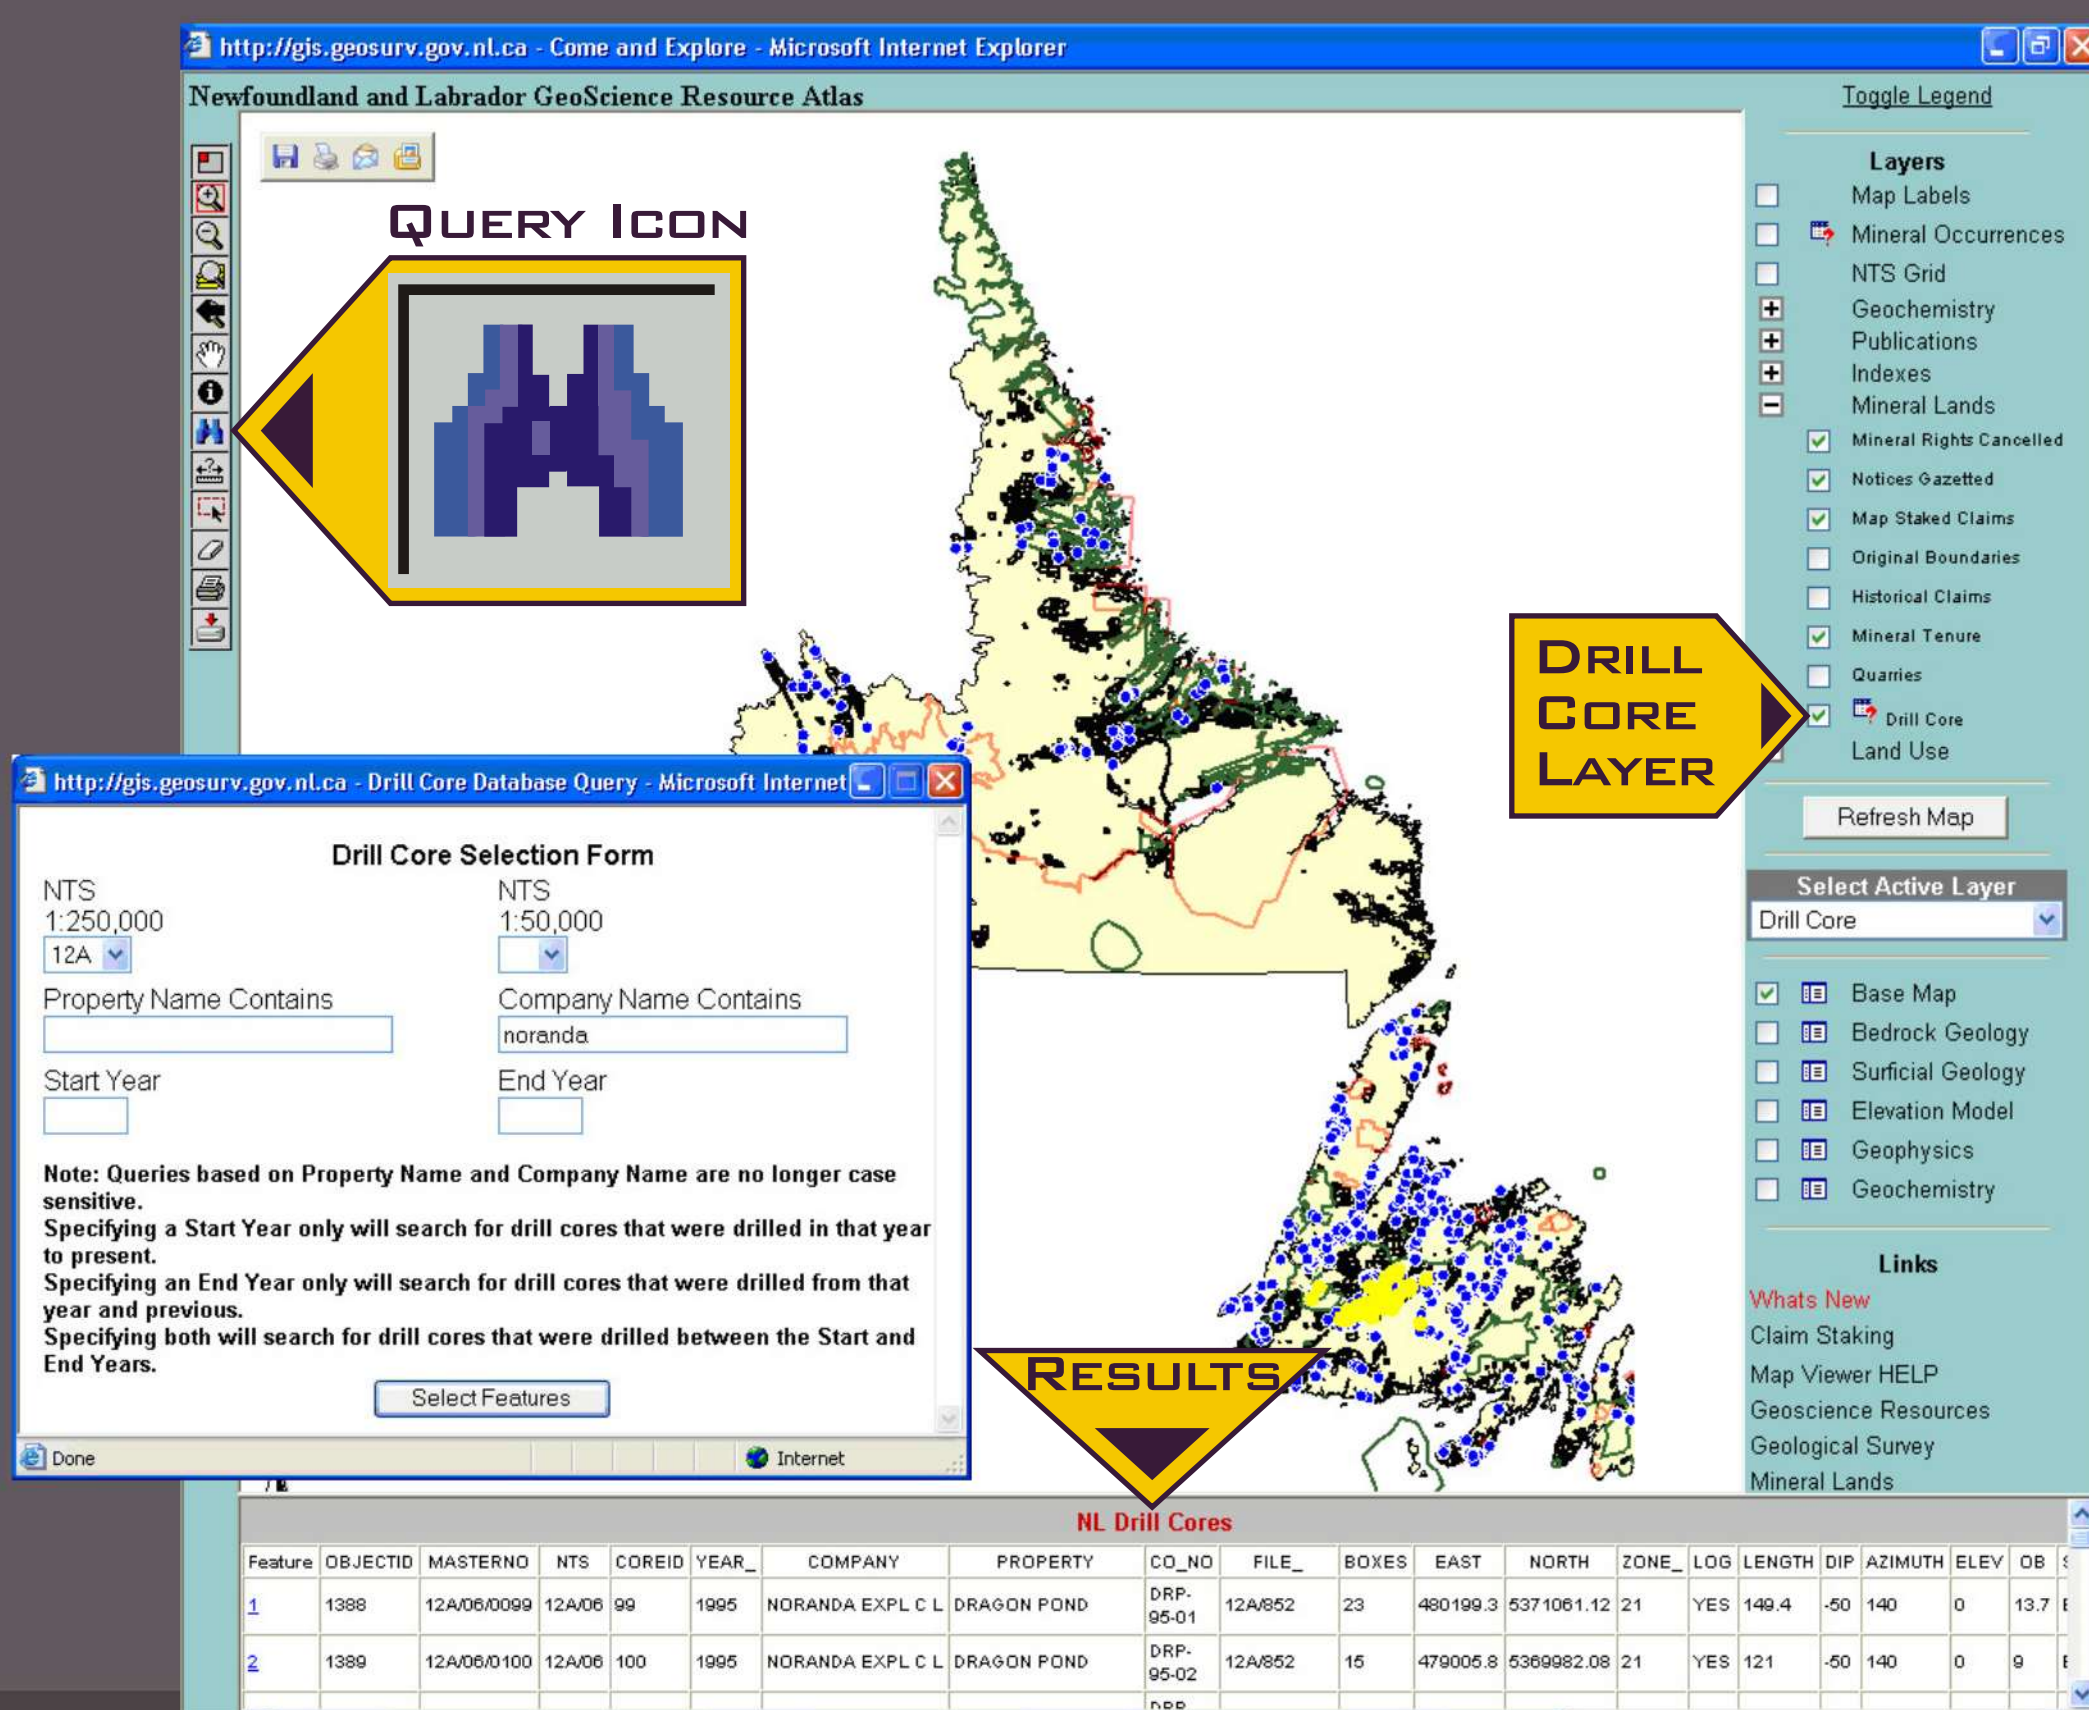 http://gis.geosurv.gov.nl.ca - Come and Explore - Microsoft Internet Explorer
Newfoundland and Labrador GeoScience Resource Atlas
Toggle Legend
QUERY ICON
Layers
Map Labels
Mineral Occurrences
NTS Grid
Geochemistry
Publications
Indexes
Mineral Lands
Mineral Rights Cancelled
Notices Gazetted
Map Staked Claims
Original Boundaries
Historical Claims
Mineral Tenure
Quarries
Drill Core
Land Use
DRILL
CORE
LAYER
Refresh Map
Select Active Layer
Drill Core
Base Map
Bedrock Geology
Surficial Geology
Elevation Model
Geophysics
Geochemistry
Links
Whats New
Claim Staking
Map Viewer HELP
Geoscience Resources
Geological Survey
Mineral Lands
http://gis.geosurv.gov.nl.ca - Drill Core Database Query - Microsoft Internet
Drill Core Selection Form
NTS NTS
1:250,000 1:50,000
12A
Property Name Contains Company Name Contains
noranda
Start Year End Year
Note: Queries based on Property Name and Company Name are no longer case
sensitive.
Specifying a Start Year only will search for drill cores that were drilled in that year
to present.
Specifying an End Year only will search for drill cores that were drilled from that
year and previous.
Specifying both will search for drill cores that were drilled between the Start and
End Years.
Select Features
Done Internet
RESULTS
NL Drill Cores
Feature OBJECTID MASTERNO NTS COREID YEAR_ COMPANY PROPERTY CO_NO FILE_ BOXES EAST NORTH ZONE_ LOG LENGTH DIP AZIMUTH ELEV OB
1 1388 12A/06/0099 12A/06 99 1995 NORANDA EXPL C L DRAGON POND DRP-95-01 12A/852 23 480199.3 5371061.12 21 YES 149.4 -50 140 0 13.7
2 1389 12A/06/0100 12A/06 100 1995 NORANDA EXPL C L DRAGON POND DRP-95-02 12A/852 15 479005.8 5369982.08 21 YES 121 -50 140 0 9